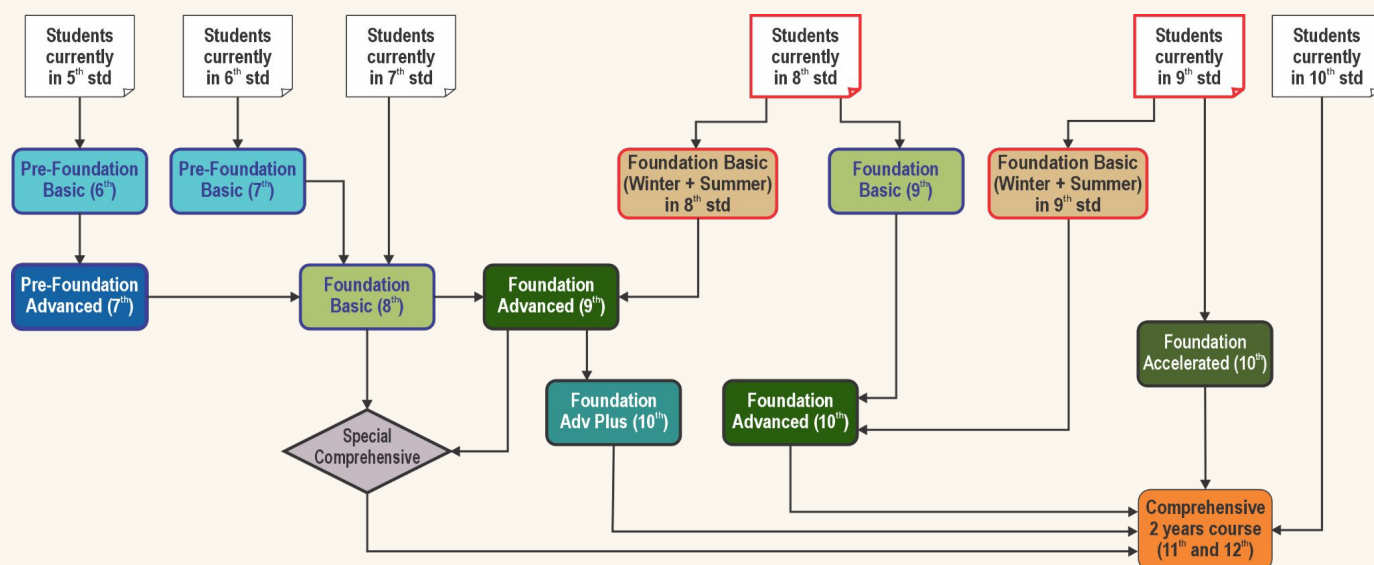 Students
currently
in 5th std
Students
currently
in 6th std
Students
currently
in 7th std
Students
currently
in 8th std
Students
currently
in 9th std
Students
currently
in 10th std
Pre-Foundation
Basic (6th)
Pre-Foundation
Basic (7th)
Foundation Basic
(Winter + Summer)
in 8th std
Foundation
Basic (9th)
Foundation Basic
(Winter + Summer)
in 9th std
Pre-Foundation
Advanced (7th)
Foundation
Basic (8th)
Foundation
Advanced (9th)
Foundation
Accelerated (10th)
Foundation
Adv Plus (10th)
Foundation
Advanced (10th)
Special
Comprehensive
Comprehensive
2 years course
(11th and 12th)